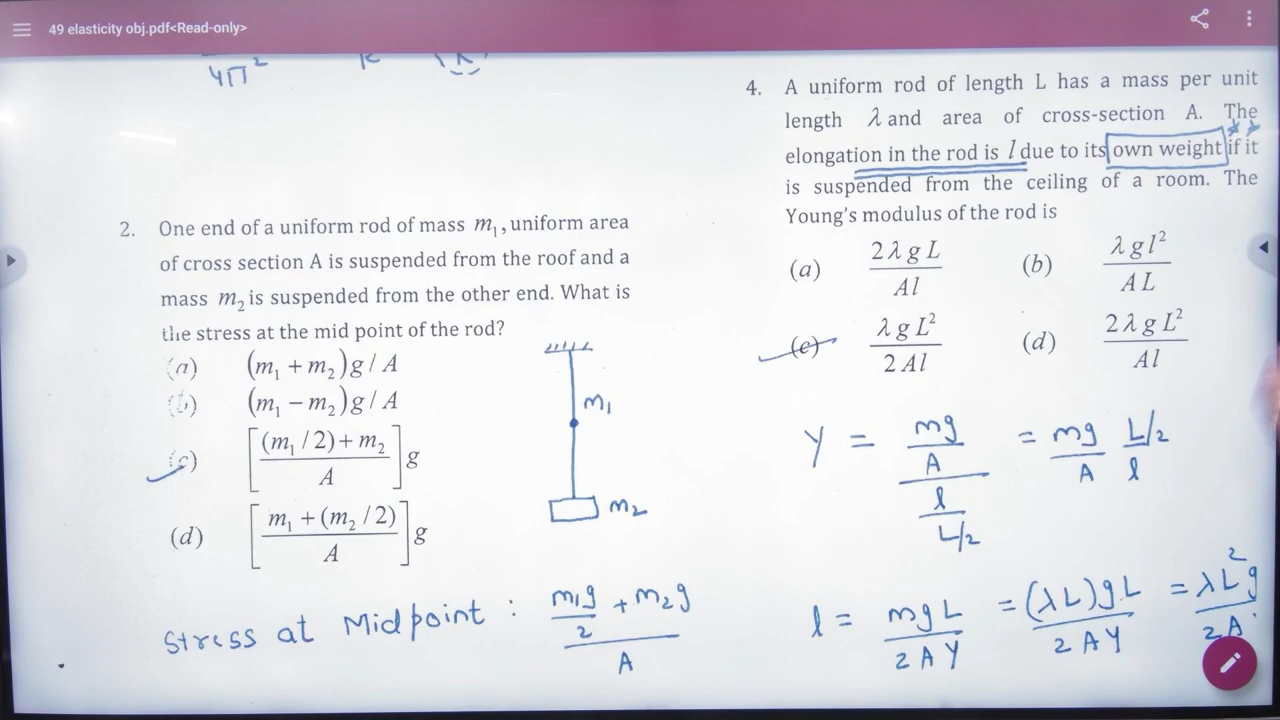 49 elasticity obj.pdf<Read-only>
4π²
k
2. One end of a uniform rod of mass m₁, uniform area
of cross section A is suspended from the roof and a
mass m₂ is suspended from the other end. What is
the stress at the mid point of the rod?
(a) (m₁ + m₂)g / A
(b) (m₁ − m₂)g / A
(c) [(m₁ / 2) + m₂ / A] g
(d) [m₁ + (m₂ / 2) / A] g
m₁
m₂
Stress at Midpoint : (m₁g/2 + m₂g) / A
4. A uniform rod of length L has a mass per unit
length λ and area of cross-section A. The
elongation in the rod is l due to its own weight if it
is suspended from the ceiling of a room. The
Young's modulus of the rod is
(a) 2λgL / Al (b) λgl² / AL
(c) λgL² / 2Al (d) 2λgL² / Al
Y = (mg/A) / (l/(L/2)) = mg/A (L/2)/l
l = mgL / 2AY = (λL)gL / 2AY = λL²g / 2A